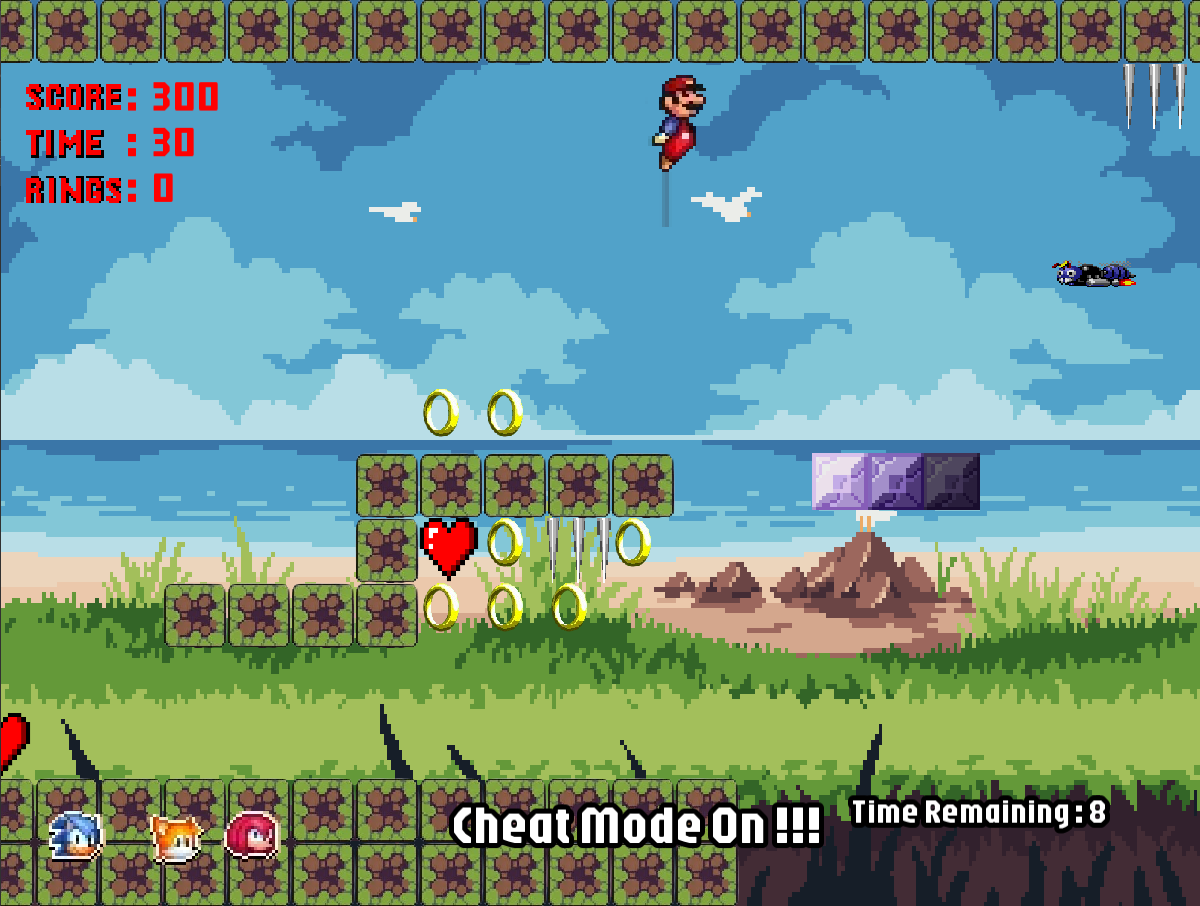 SCORE: 300
TIME : 30
RINGS: 0
Cheat Mode On !!!
Time Remaining : 8